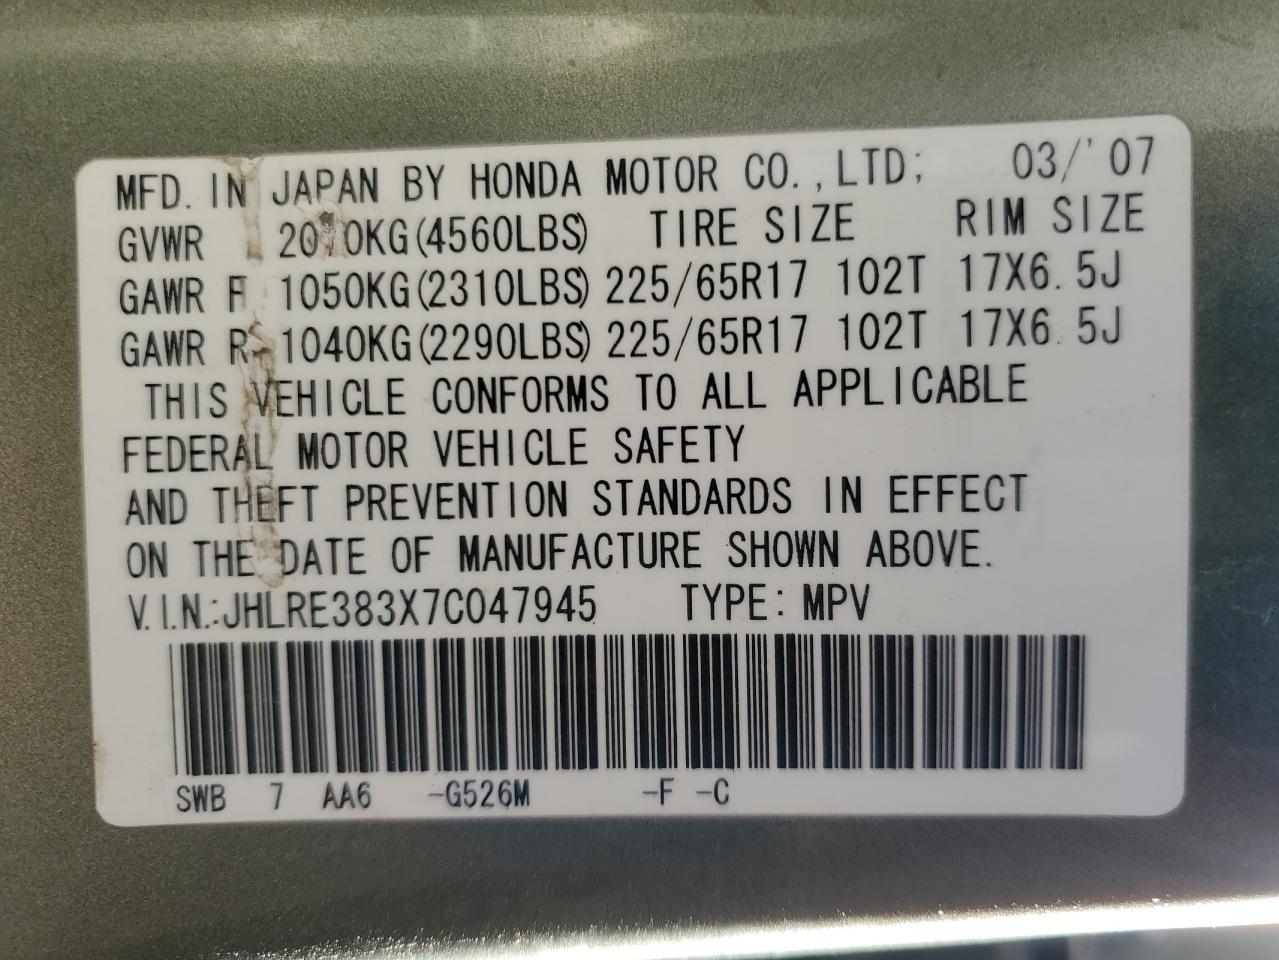 MFD. IN JAPAN BY HONDA MOTOR CO., LTD; 03/'07
GVWR (4560LBS) TIRE SIZE RIM SIZE
GAWR F 1050KG(2310LBS) 225/65R17 102T 17X6.5J
GAWR R 1040KG(2290LBS) 225/65R17 102T 17X6.5J
THIS VEHICLE CONFORMS TO ALL APPLICABLE
FEDERAL MOTOR VEHICLE SAFETY
AND THEFT PREVENTION STANDARDS IN EFFECT
ON THE DATE OF MANUFACTURE SHOWN ABOVE.
V.I.N.:JHLRE383X7C047945 TYPE: MPV
SWB 7 AA6 -G526M -F -C